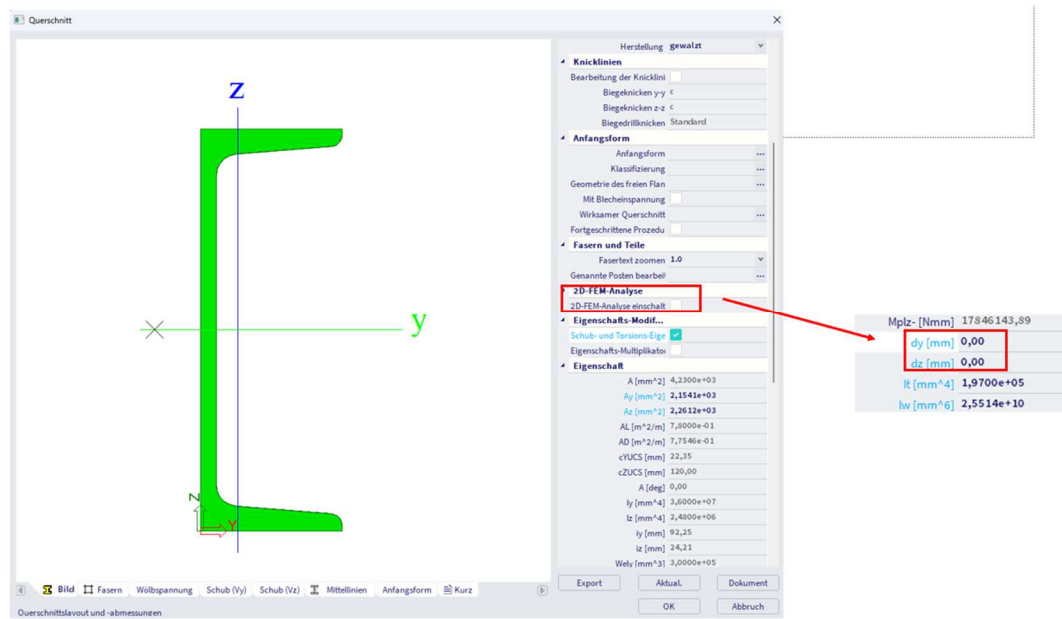 Querschnitt
z
y
Z
Y
Herstellung gewalzt
Knicklinien
Bearbeitung der Knicklini
Biegeknicken y-y c
Biegeknicken z-z c
Biegedrillknicken Standard
Anfangsform
Anfangsform ...
Klassifizierung ...
Geometrie des freien Flan ...
Mit Blecheinspannung
Wirksamer Querschnitt ...
Fortgeschrittene Prozedu
Fasern und Teile
Fasertext zoomen 1.0
Genannte Posten bearbei ...
2D-FEM-Analyse
2D-FEM-Analyse einschalt
Eigenschafts-Modif...
Schub- und Torsions-Eige
Eigenschafts-Multiplikator
Eigenschaft
A [mm^2] 4,2300e+03
Ay [mm^2] 2,1541e+03
Az [mm^2] 2,2612e+03
AL [m^2/m] 7,8000e-01
AD [m^2/m] 7,7546e-01
cYUCS [mm] 22,35
cZUCS [mm] 120,00
A [deg] 0,00
Iy [mm^4] 3,6000e+07
Iz [mm^4] 2,4800e+06
iy [mm] 92,25
iz [mm] 24,21
Wely [mm^3] 3,0000e+05
Mplz- [Nmm] 17846143,89
dy [mm] 0,00
dz [mm] 0,00
It [mm^4] 1,9700e+05
Iw [mm^6] 2,5514e+10
Bild Fasern Wölbspannung Schub (Vy) Schub (Vz) Mittellinien Anfangsform Kurz
Export Aktual. Dokument
OK Abbruch
Querschnittslayout und -abmessungen